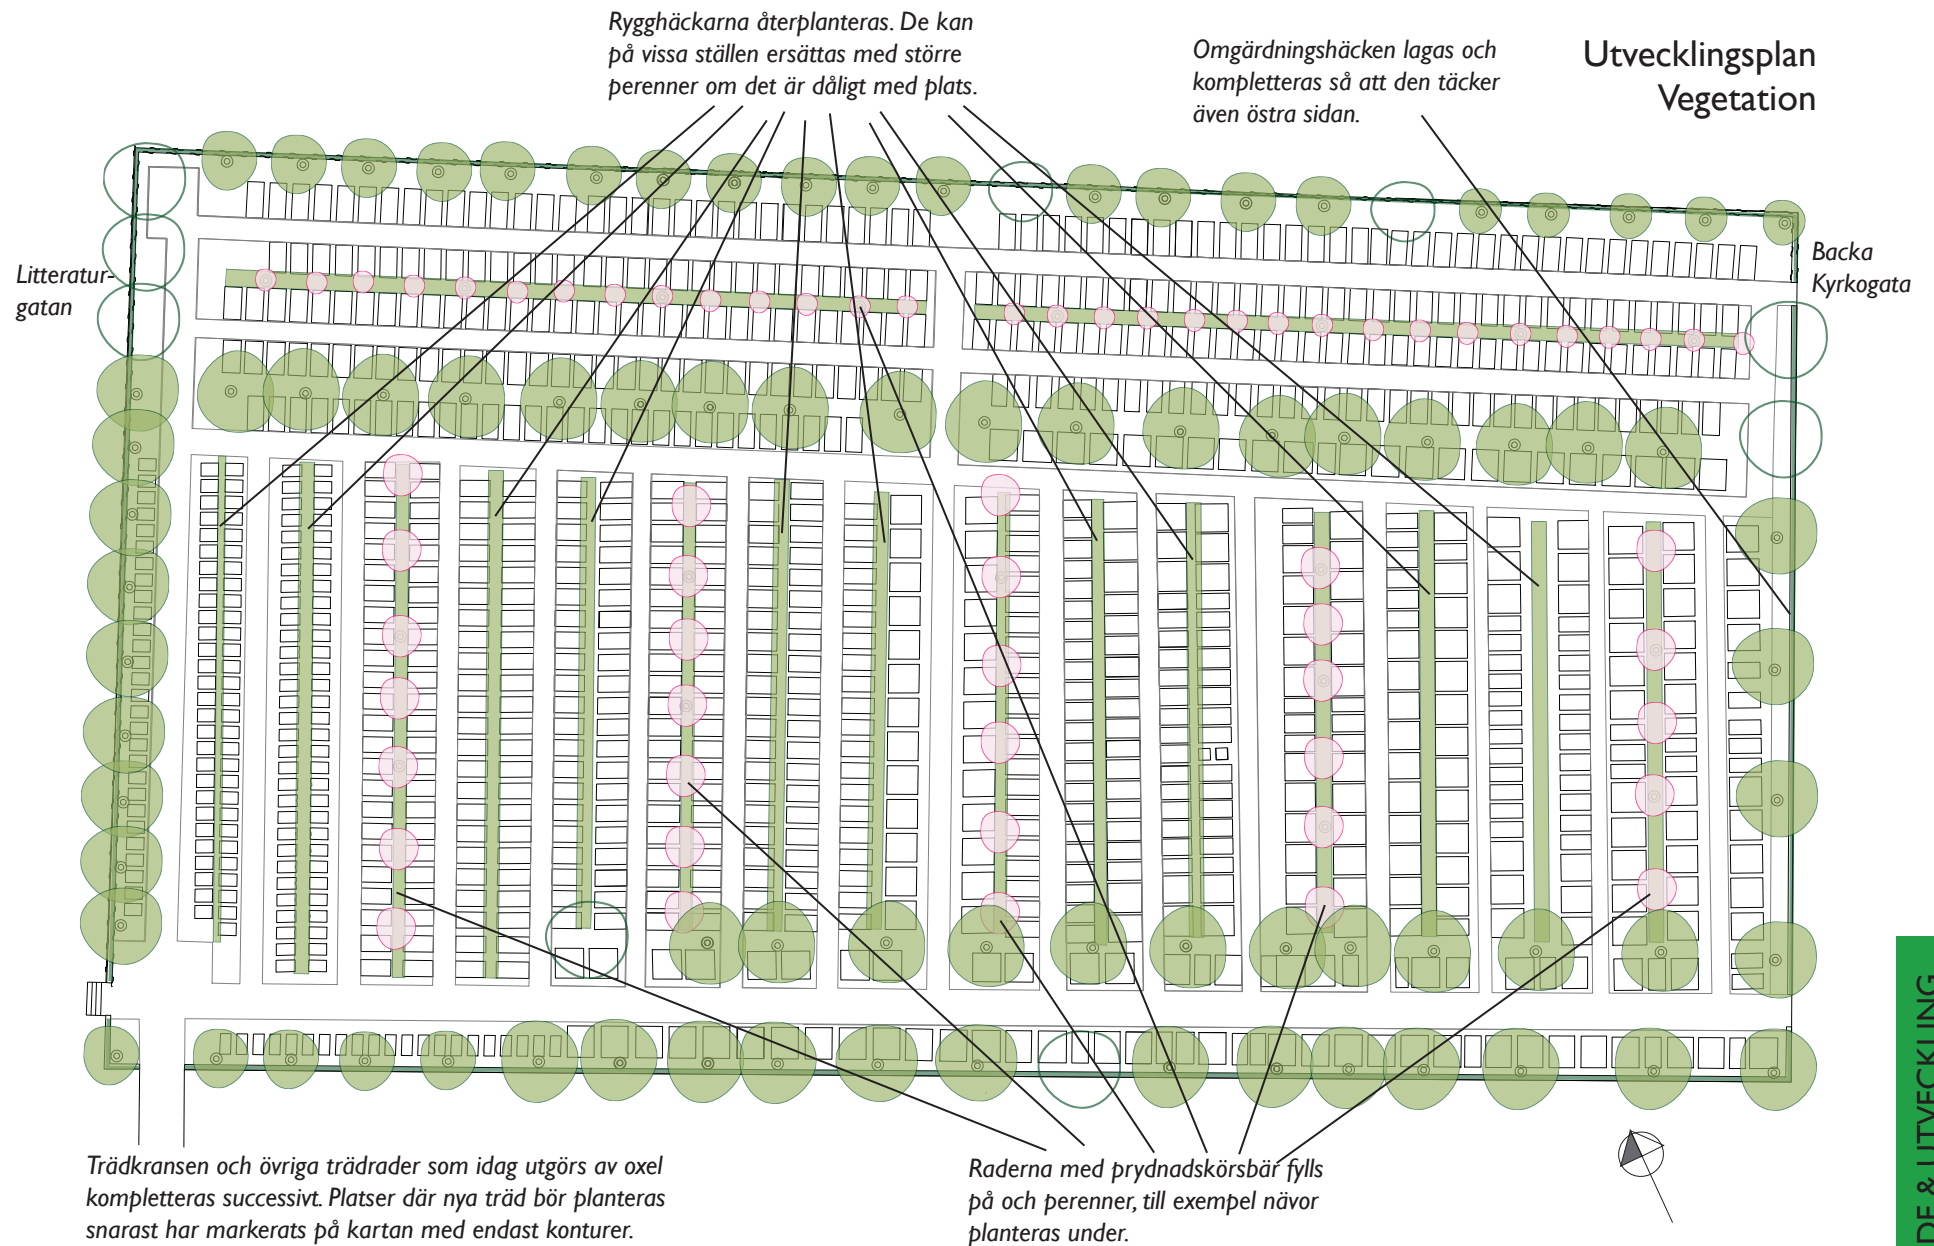 Rygghäckarna återplanteras. De kan
på vissa ställen ersättas med större
perenner om det är dåligt med plats.
Omgärdningshäcken lagas och
kompletteras så att den täcker
även östra sidan.
Utvecklingsplan
Vegetation
Litteratur-
gatan
Backa
Kyrkogata
Trädkransen och övriga trädrader som idag utgörs av oxel
kompletteras successivt. Platser där nya träd bör planteras
snarast har markerats på kartan med endast konturer.
Raderna med prydnadskörsbär fylls
på och perenner, till exempel nävor
planteras under.
& UTVECKLING